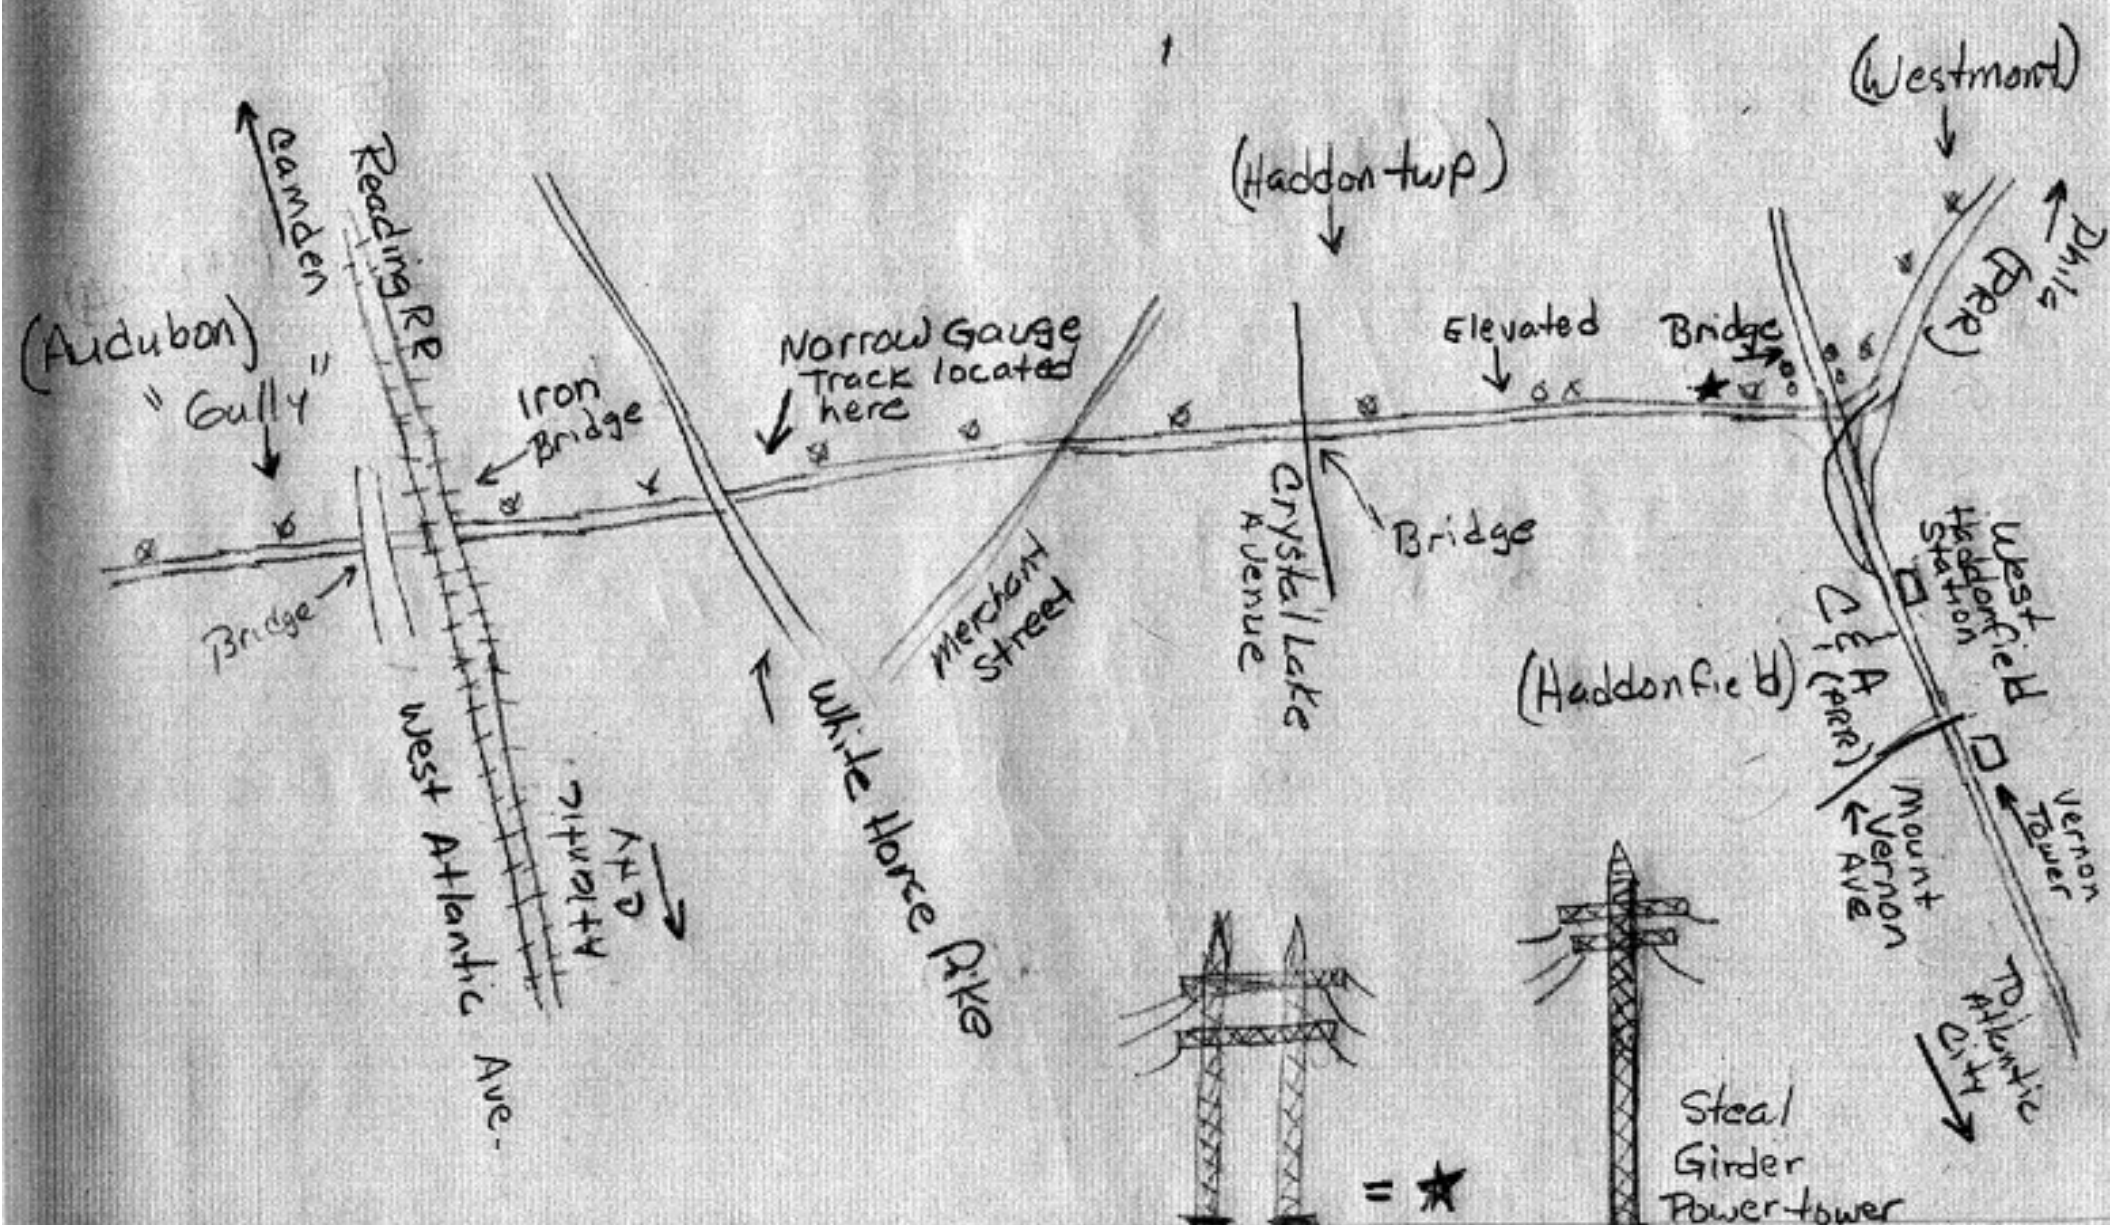 (Westmont)
Camden
Reading RR
(Haddon twp)
Phila
(PRR)
(Audubon)
"Gully"
Iron
Bridge
Narrow Gauge
Track located
here
Elevated
Bridge
Bridge
Bridge
Crystal Lake
Avenue
Merchant
Street
West
Haddonfield
Station
(Haddonfield)
C & A
(PRR)
White Horse Pike
West Atlantic Ave.
Atlantic
City
Mount
Vernon
Ave
Vernon
Tower
To
Atlantic
City
= ★
Steal
Girder
Power tower